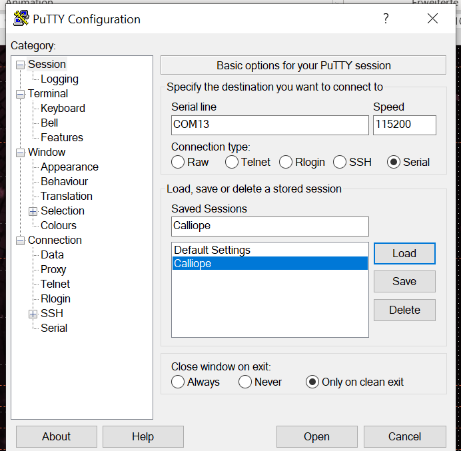 PuTTY Configuration
?
Category:
Session
Logging
Terminal
Keyboard
Bell
Features
Window
Appearance
Behaviour
Translation
Selection
Colours
Connection
Data
Proxy
Telnet
Rlogin
SSH
Serial
Basic options for your PuTTY session
Specify the destination you want to connect to
Serial line Speed
COM13 115200
Connection type:
Raw Telnet Rlogin SSH Serial
Load, save or delete a stored session
Saved Sessions
Calliope
Default Settings
Calliope
Load
Save
Delete
Close window on exit:
Always Never Only on clean exit
About Help Open Cancel